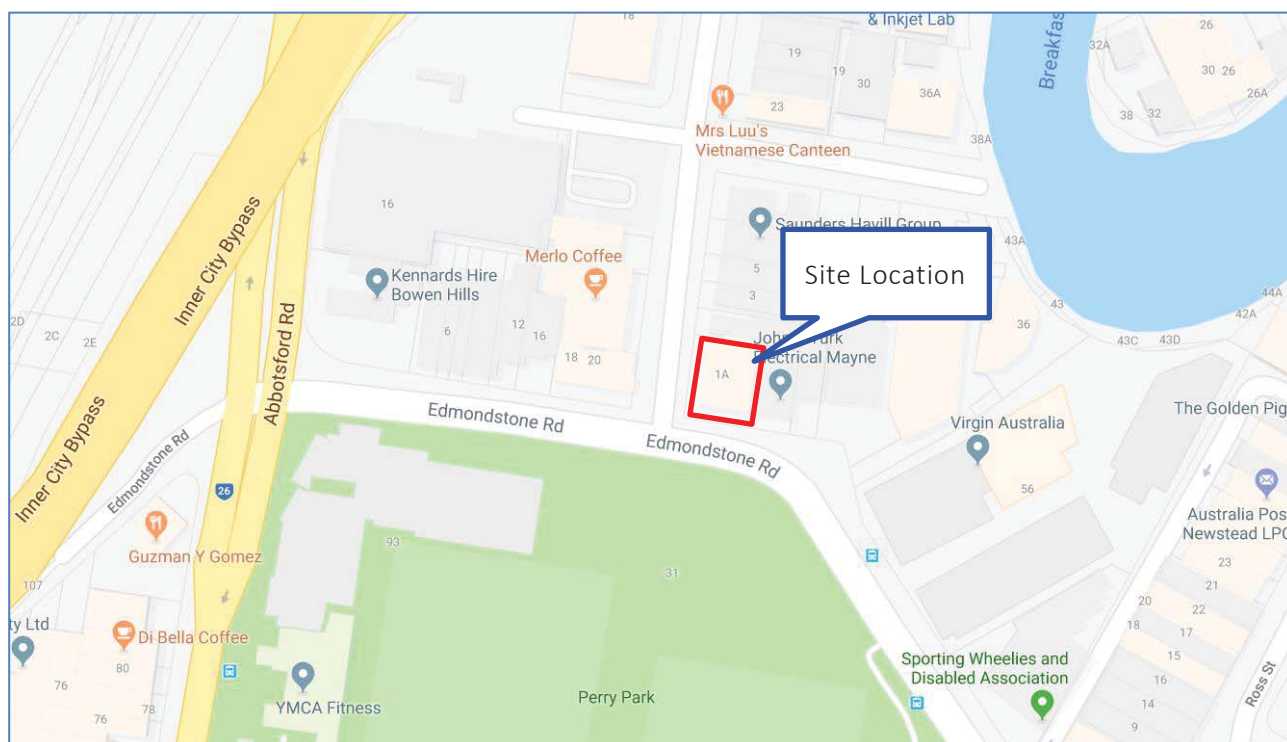 18
& Inkjet Lab
Breakfas
32A
26
30 26
26A
38
32
19
19
30
36A
23
38A
Mrs Luu's
Vietnamese Canteen
16
Saunders Havill Group
43A
Site Location
5
3
Merlo Coffee
Kennards Hire
Bowen Hills
6
12
16
18
20
Inner City Bypass
Inner City Bypass
Abbotsford Rd
2D
2C
2E
43
44A
42A
36
43C
43D
Electrical Mayne
1A
Edmondstone Rd
Edmondstone Rd
Edmondstone Rd
Virgin Australia
56
The Golden Pig
Australia Pos
Newstead LPO
26
Guzman Y Gomez
107
93
31
23
21
22
20
18
17
15
16
14
9
ty Ltd
Di Bella Coffee
80
76
76
78
YMCA Fitness
Perry Park
Sporting Wheelies and
Disabled Association
Ross St